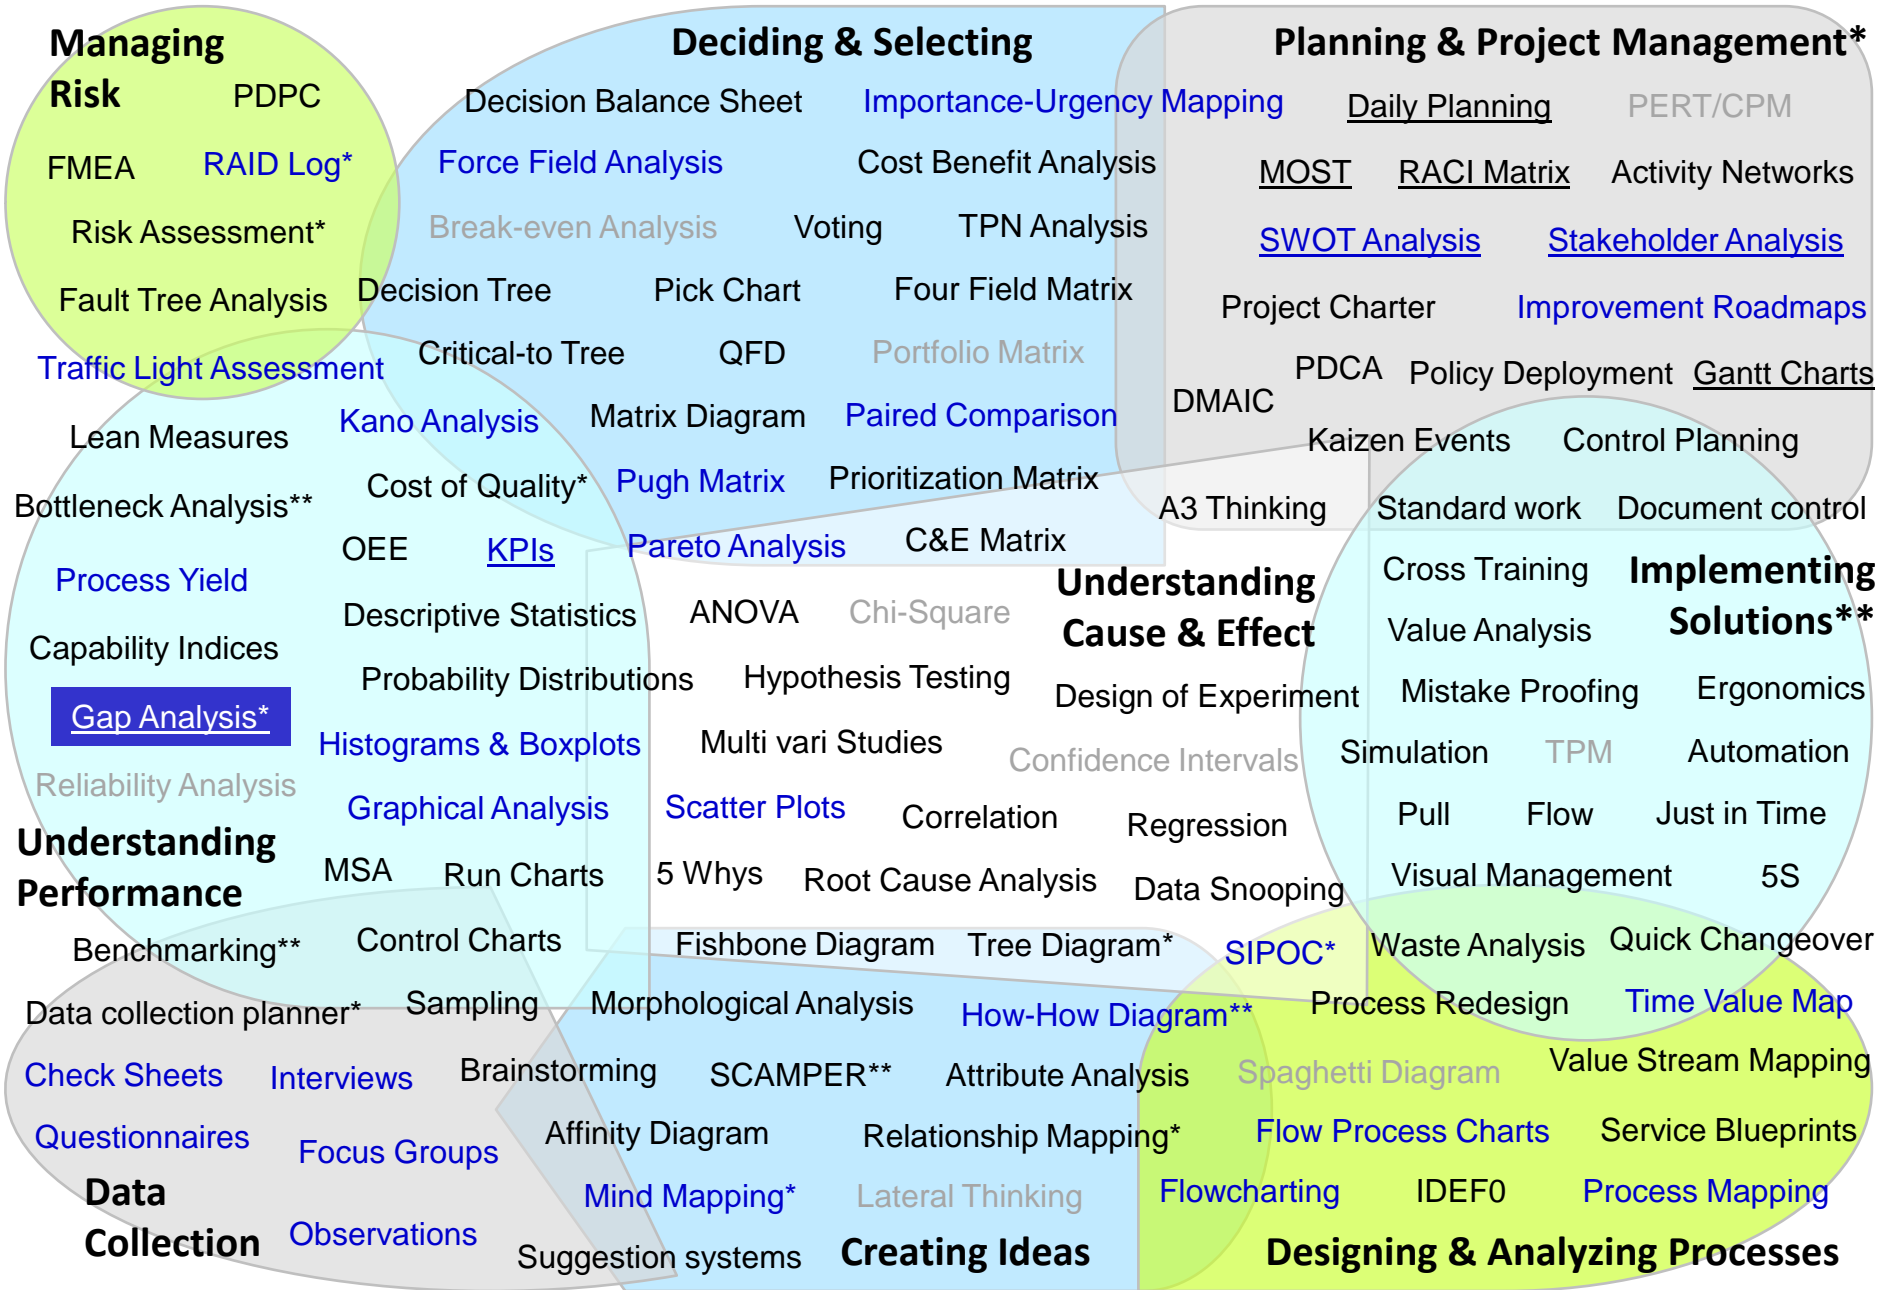 Managing
Risk
PDPC
FMEA
RAID Log*
Risk Assessment*
Fault Tree Analysis
Traffic Light Assessment
Deciding & Selecting
Decision Balance Sheet
Importance-Urgency Mapping
Force Field Analysis
Cost Benefit Analysis
Break-even Analysis
Voting
TPN Analysis
Decision Tree
Pick Chart
Four Field Matrix
Critical-to Tree
QFD
Portfolio Matrix
Kano Analysis
Matrix Diagram
Paired Comparison
Cost of Quality*
Pugh Matrix
Prioritization Matrix
Pareto Analysis
C&E Matrix
Planning & Project Management*
Daily Planning
PERT/CPM
MOST
RACI Matrix
Activity Networks
SWOT Analysis
Stakeholder Analysis
Project Charter
Improvement Roadmaps
PDCA
Policy Deployment
Gantt Charts
DMAIC
Kaizen Events
Control Planning
A3 Thinking
Standard work
Document control
Lean Measures
Bottleneck Analysis**
OEE
KPIs
Process Yield
Descriptive Statistics
Capability Indices
Probability Distributions
Gap Analysis*
Histograms & Boxplots
Reliability Analysis
Graphical Analysis
Understanding
Performance
MSA
Run Charts
Benchmarking**
Control Charts
Understanding
Cause & Effect
ANOVA
Chi-Square
Hypothesis Testing
Design of Experiment
Multi vari Studies
Confidence Intervals
Scatter Plots
Correlation
Regression
5 Whys
Root Cause Analysis
Data Snooping
Fishbone Diagram
Tree Diagram*
SIPOC*
Cross Training
Implementing
Solutions**
Value Analysis
Mistake Proofing
Ergonomics
Simulation
TPM
Automation
Pull
Flow
Just in Time
Visual Management
5S
Waste Analysis
Quick Changeover
Data collection planner*
Sampling
Check Sheets
Interviews
Questionnaires
Focus Groups
Data
Collection
Observations
Morphological Analysis
How-How Diagram**
Brainstorming
SCAMPER**
Attribute Analysis
Affinity Diagram
Relationship Mapping*
Mind Mapping*
Lateral Thinking
Suggestion systems
Creating Ideas
Process Redesign
Time Value Map
Spaghetti Diagram
Value Stream Mapping
Flow Process Charts
Service Blueprints
Flowcharting
IDEF0
Process Mapping
Designing & Analyzing Processes